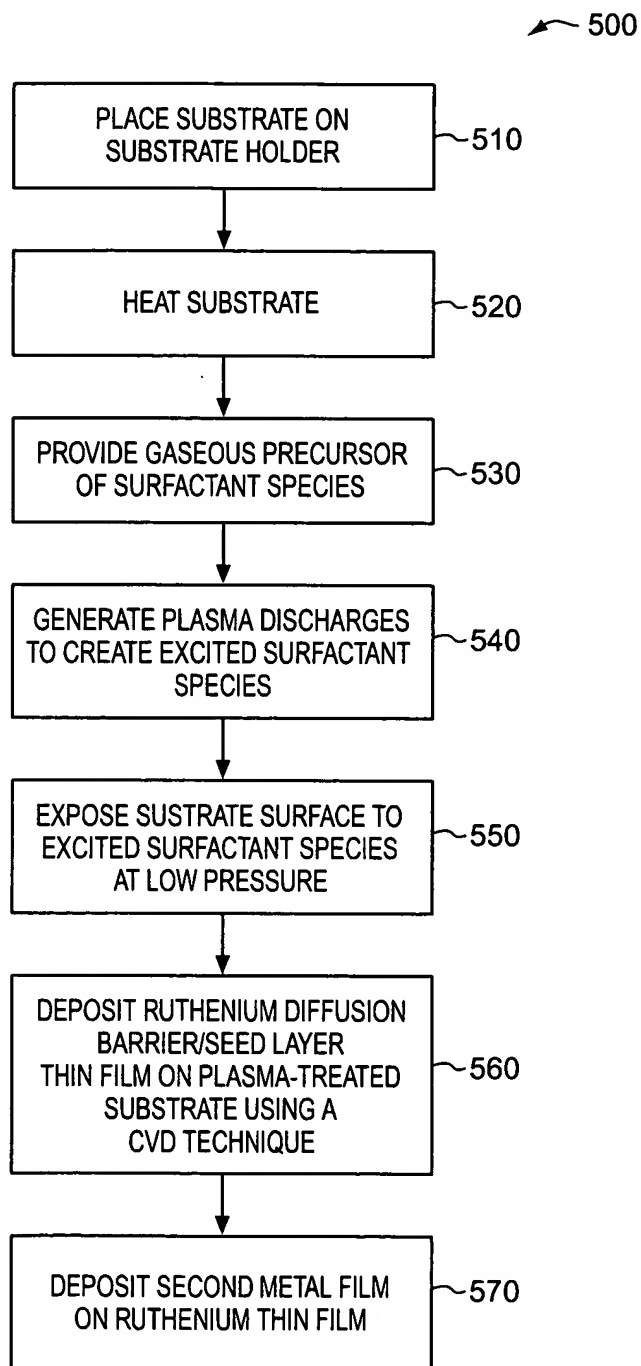 500
PLACE SUBSTRATE ON
SUBSTRATE HOLDER
510
HEAT SUBSTRATE
520
PROVIDE GASEOUS PRECURSOR
OF SURFACTANT SPECIES
530
GENERATE PLASMA DISCHARGES
TO CREATE EXCITED SURFACTANT
SPECIES
540
EXPOSE SUSTRATE SURFACE TO
EXCITED SURFACTANT SPECIES
AT LOW PRESSURE
550
DEPOSIT RUTHENIUM DIFFUSION
BARRIER/SEED LAYER
THIN FILM ON PLASMA-TREATED
SUBSTRATE USING A
CVD TECHNIQUE
560
DEPOSIT SECOND METAL FILM
ON RUTHENIUM THIN FILM
570